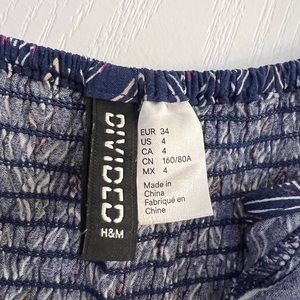 DIVIDED
H&M
EUR 34
US 4
CA 4
CN 160/80A
MX 4
Made in
China
Fabriqué en
Chine